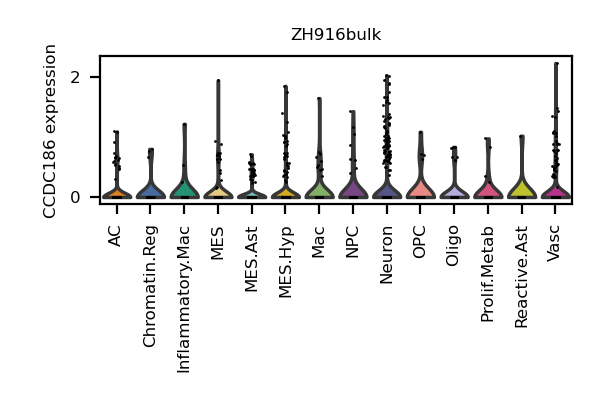 ZH916bulk
CCDC186 expression
2
0
AC
Chromatin.Reg
Inflammatory.Mac
MES
MES.Ast
MES.Hyp
Mac
NPC
Neuron
OPC
Oligo
Prolif.Metab
Reactive.Ast
Vasc